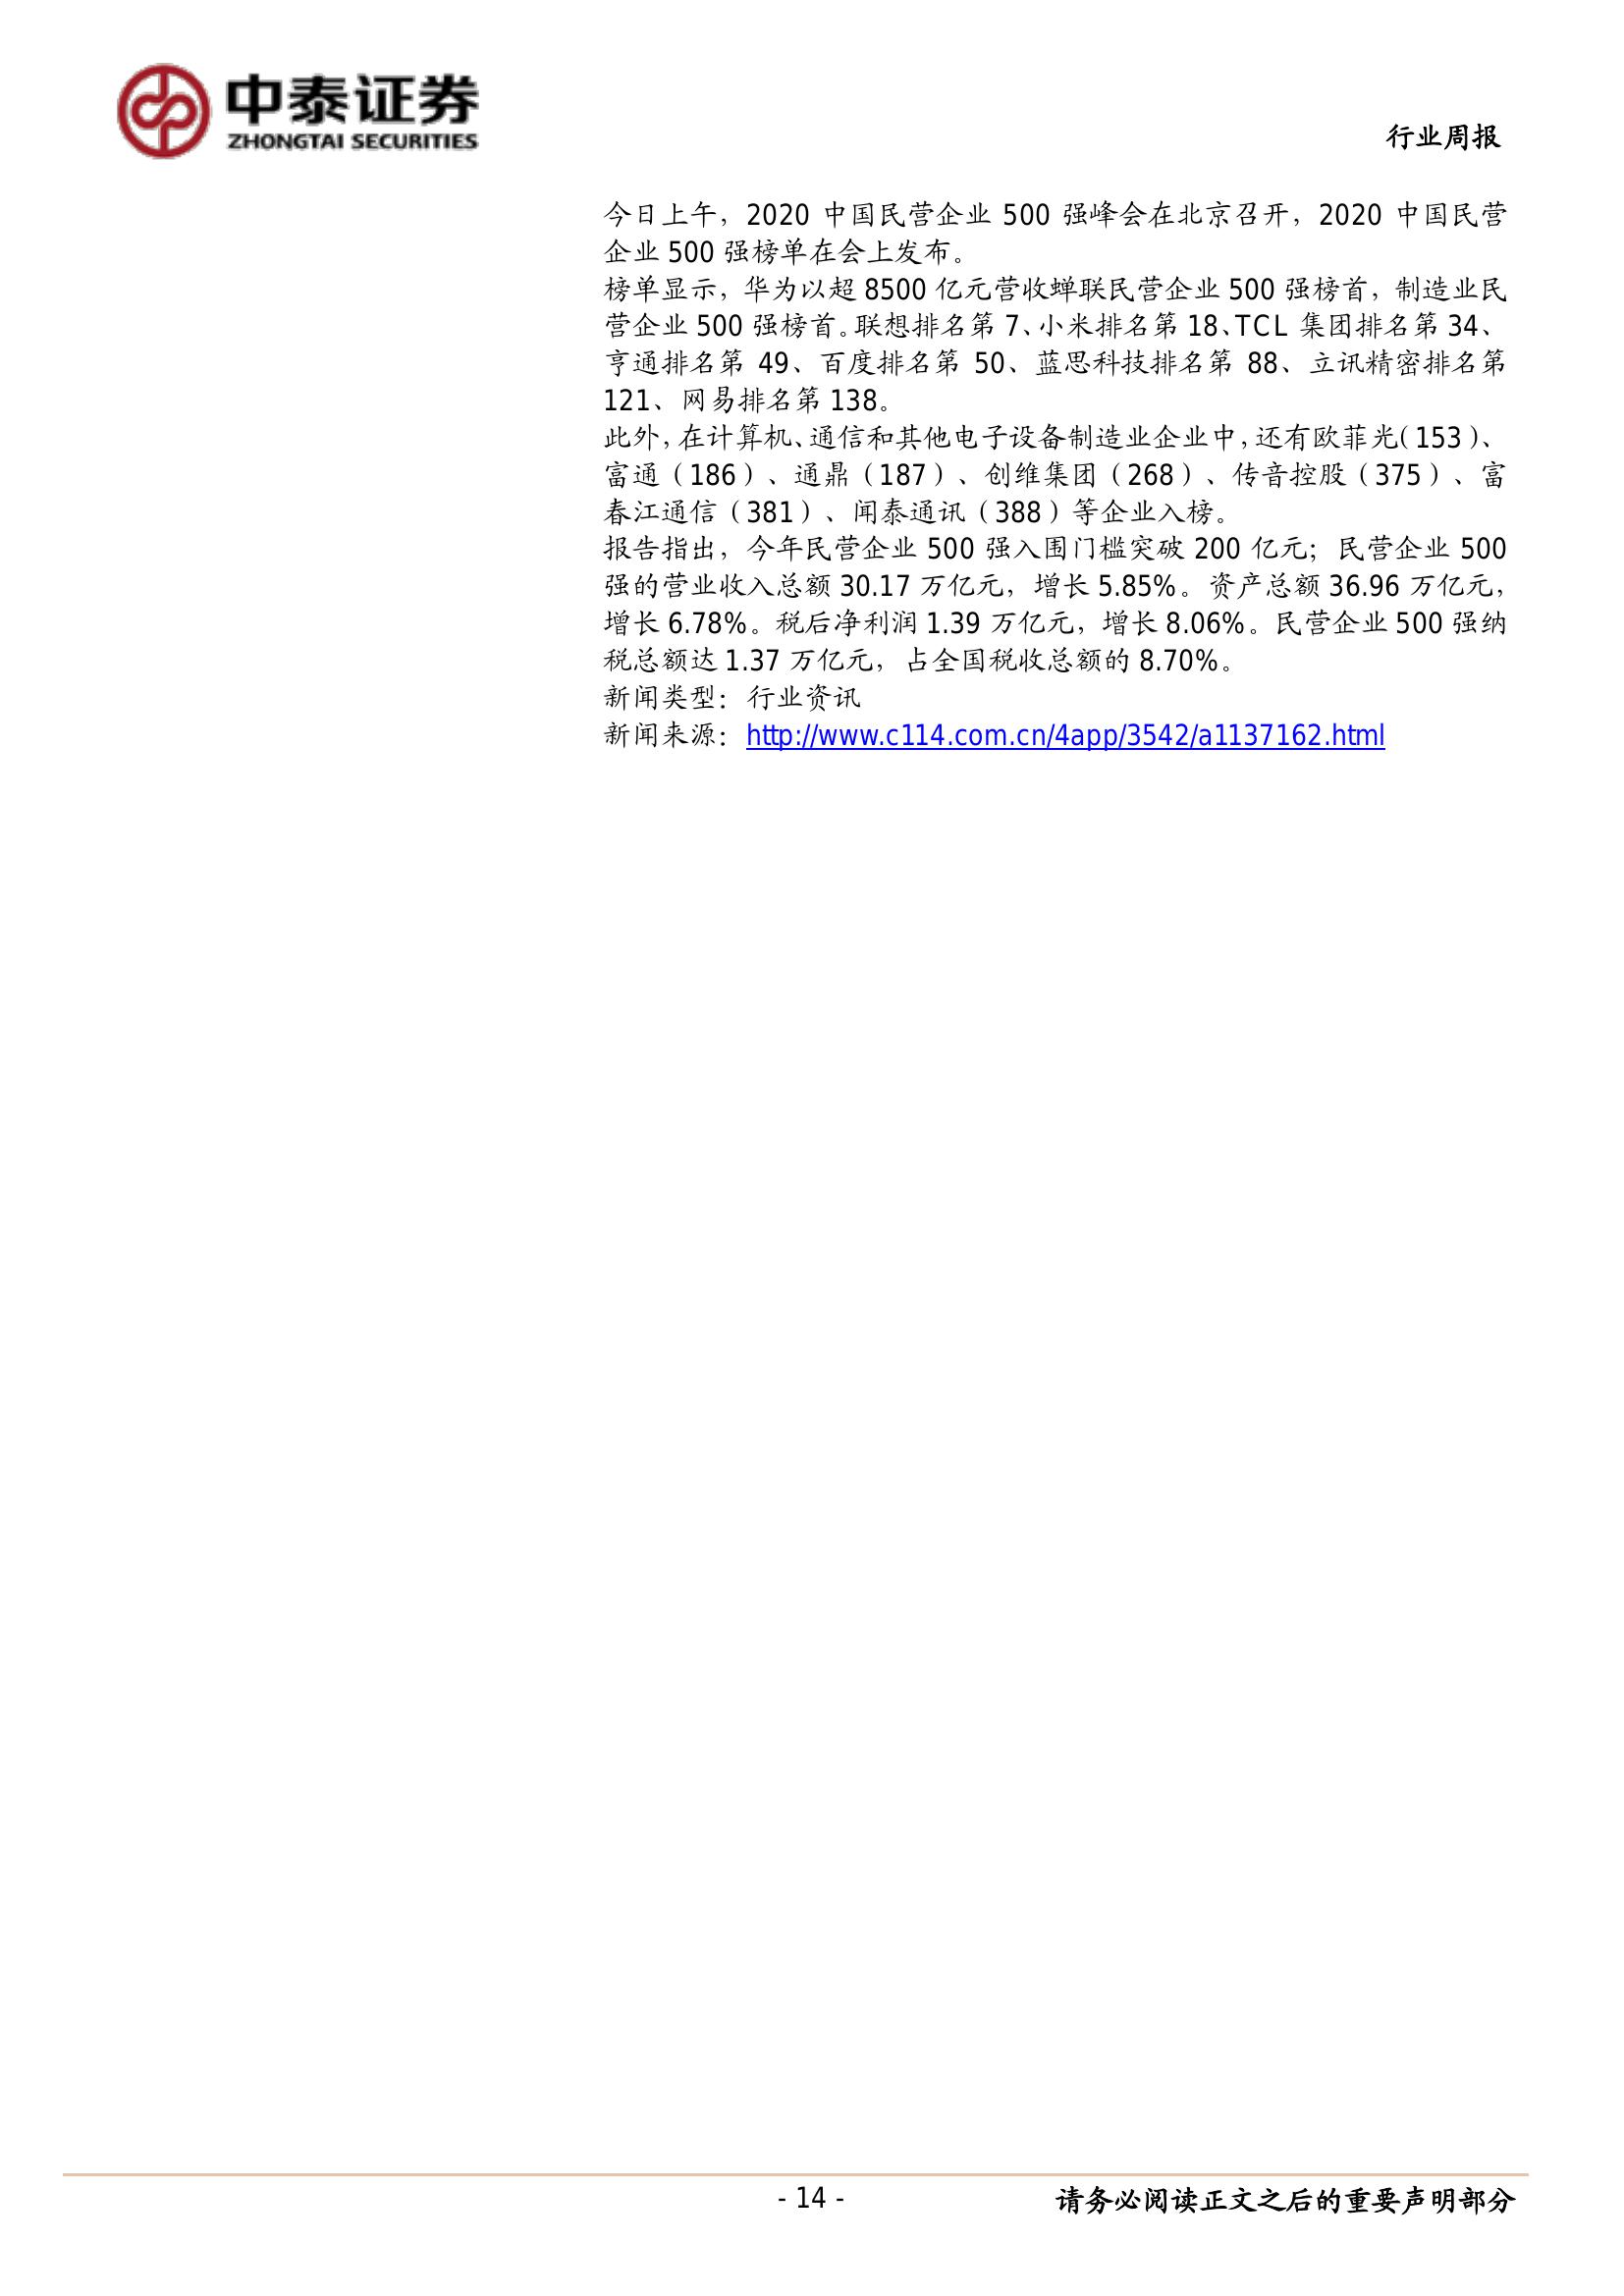 中泰证券
ZHONGTAI SECURITIES
行业周报
今日上午，2020 中国民营企业 500 强峰会在北京召开，2020 中国民营
企业 500 强榜单在会上发布。
榜单显示，华为以超 8500 亿元营收蝉联民营企业 500 强榜首，制造业民
营企业 500 强榜首。联想排名第 7、小米排名第 18、TCL 集团排名第 34、
亨通排名第 49、百度排名第 50、蓝思科技排名第 88、立讯精密排名第
121、网易排名第 138。
此外，在计算机、通信和其他电子设备制造业企业中，还有欧菲光（153）、
富通（186）、通鼎（187）、创维集团（268）、传音控股（375）、富
春江通信（381）、闻泰通讯（388）等企业入榜。
报告指出，今年民营企业 500 强入围门槛突破 200 亿元；民营企业 500
强的营业收入总额 30.17 万亿元，增长 5.85%。资产总额 36.96 万亿元，
增长 6.78%。税后净利润 1.39 万亿元，增长 8.06%。民营企业 500 强纳
税总额达 1.37 万亿元，占全国税收总额的 8.70%。
新闻类型：行业资讯
新闻来源：http://www.c114.com.cn/4app/3542/a1137162.html
- 14 -
请务必阅读正文之后的重要声明部分